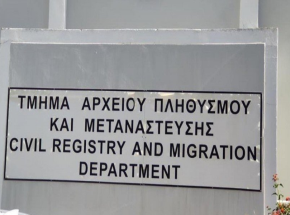 ΤΜΗΜΑ ΑΡΧΕΙΟΥ ΠΛΗΘΥΣΜΟΥ
ΚΑΙ ΜΕΤΑΝΑΣΤΕΥΣΗΣ
CIVIL REGISTRY AND MIGRATION
DEPARTMENT